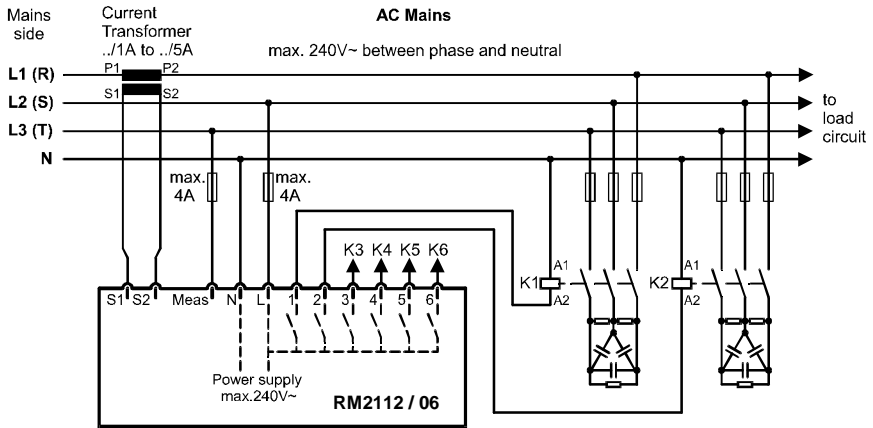 Mains
side
Current
Transformer
../1A to ../5A
AC Mains
max. 240V~ between phase and neutral
P1
P2
L1 (R)
S1
S2
L2 (S)
L3 (T)
N
to
load
circuit
max.
4A
max.
4A
K3
K4
K5
K6
K1
A1
A2
K2
A1
A2
S1
S2
Meas
N
L
1
2
3
4
5
6
Power supply
max.240V~
RM2112 / 06